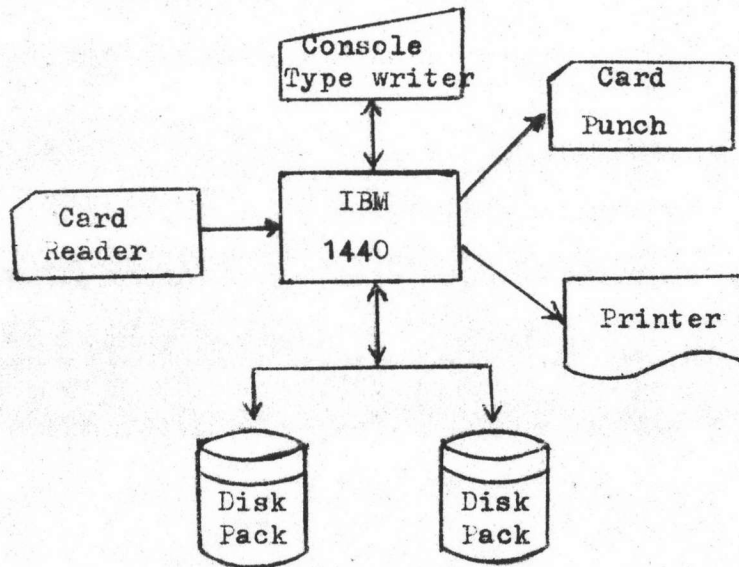 Console
Type writer
Card
Punch
IBM
1440
Card
Reader
Printer
Disk
Pack
Disk
Pack